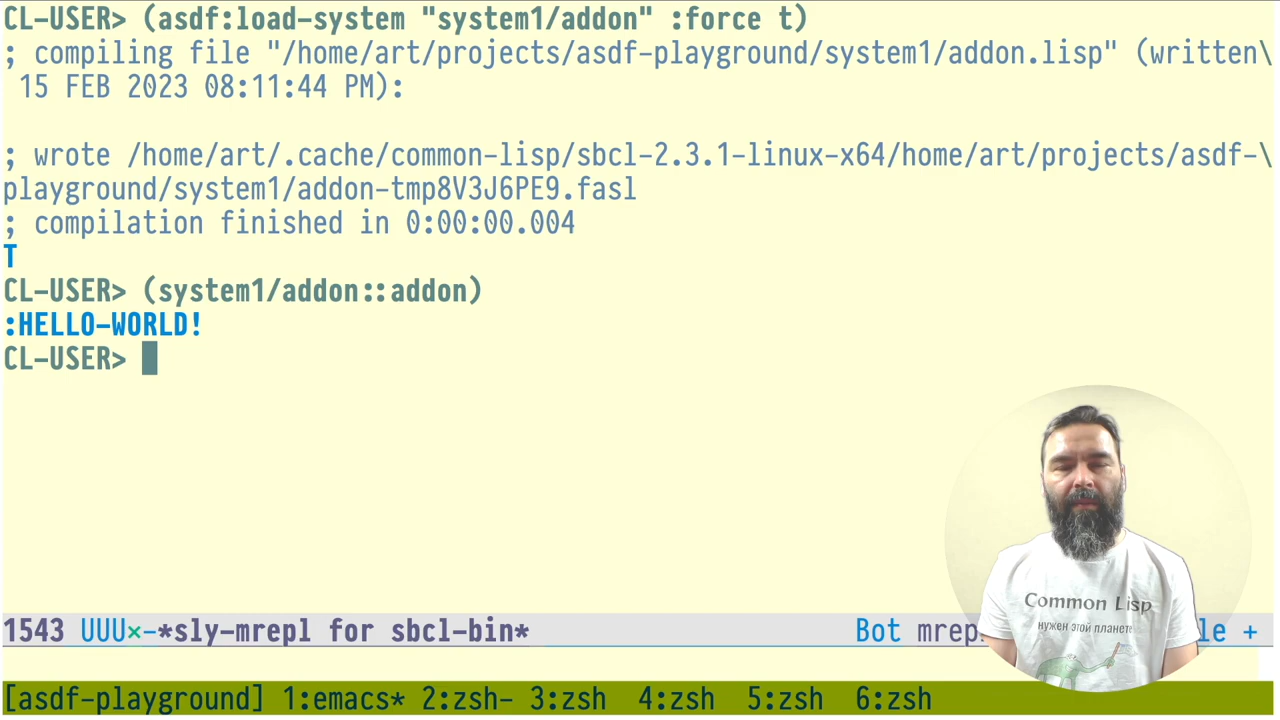 CL-USER> (asdf:load-system "system1/addon" :force t)
; compiling file "/home/art/projects/asdf-playground/system1/addon.lisp" (written\
 15 FEB 2023 08:11:44 PM):
; wrote /home/art/.cache/common-lisp/sbcl-2.3.1-linux-x64/home/art/projects/asdf-\
playground/system1/addon-tmp8V3J6PE9.fasl
; compilation finished in 0:00:00.004
T
CL-USER> (system1/addon::addon)
:HELLO-WORLD!
CL-USER>
Common Lisp
нужен этой планете
1543 UUU×-*sly-mrepl for sbcl-bin* Bot mrep le +
[asdf-playground] 1:emacs* 2:zsh- 3:zsh 4:zsh 5:zsh 6:zsh